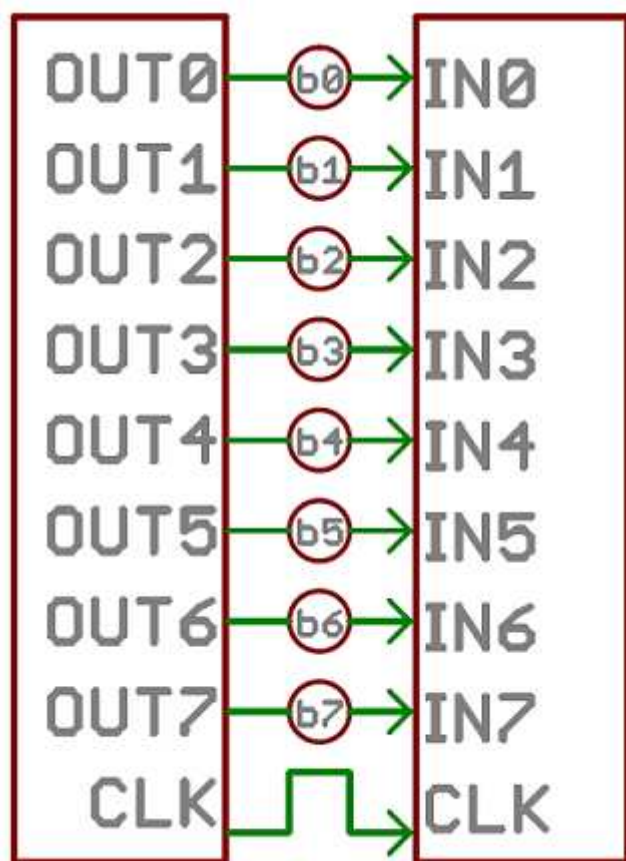 OUT0 b0 IN0
OUT1 b1 IN1
OUT2 b2 IN2
OUT3 b3 IN3
OUT4 b4 IN4
OUT5 b5 IN5
OUT6 b6 IN6
OUT7 b7 IN7
CLK CLK